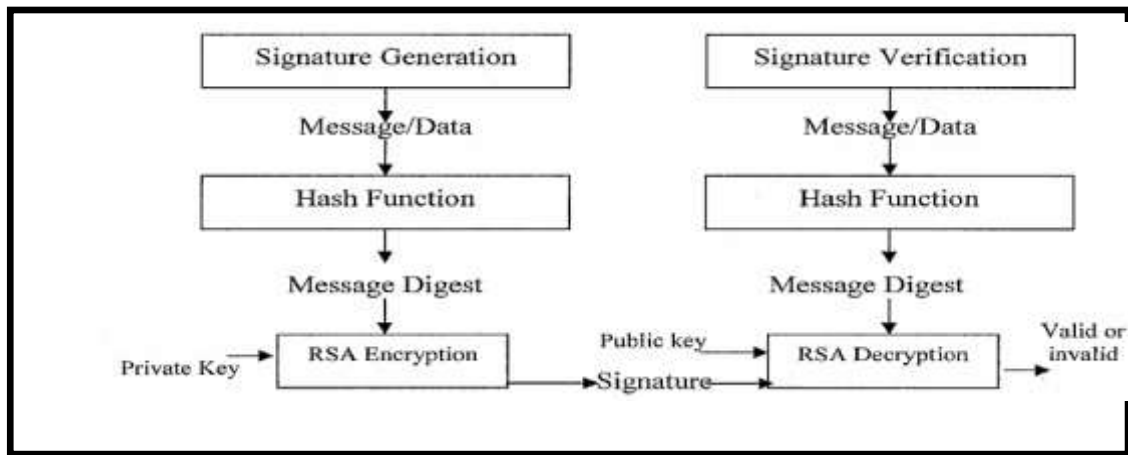 Signature Generation
Message/Data
Hash Function
Message Digest
Private Key
RSA Encryption
Signature
Signature Verification
Message/Data
Hash Function
Message Digest
Public key
RSA Decryption
Valid or
invalid